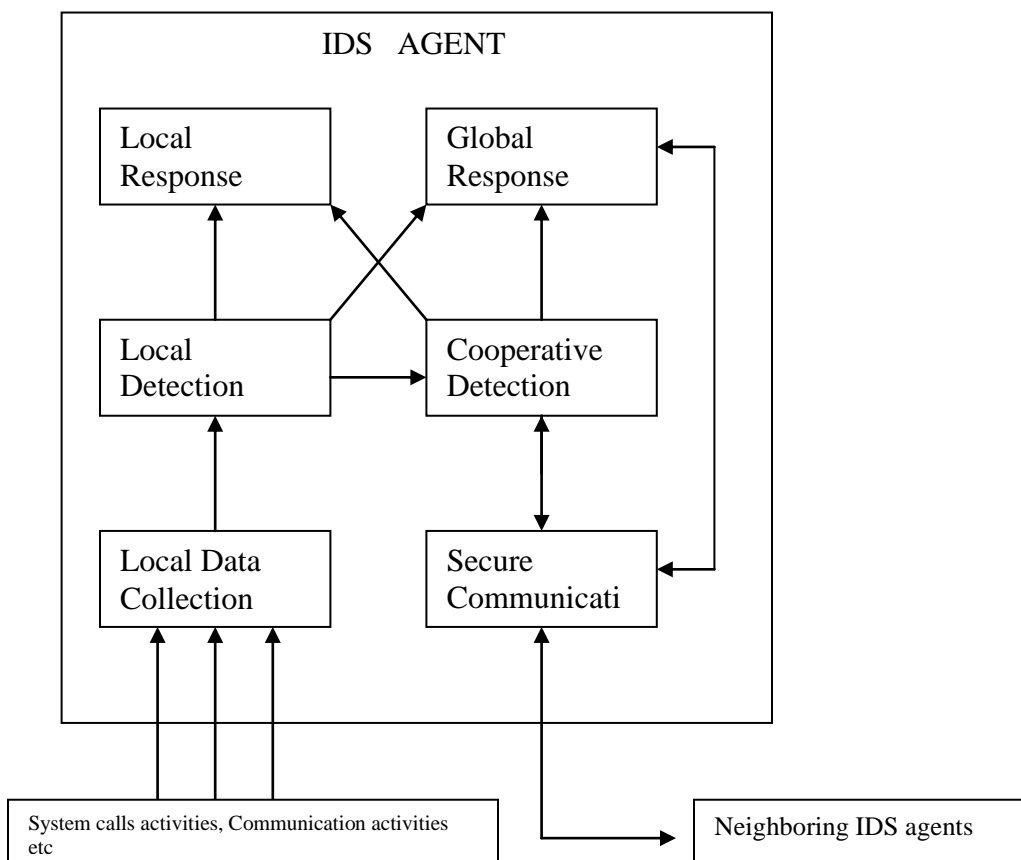 IDS AGENT
Local
Response
Global
Response
Local
Detection
Cooperative
Detection
Local Data
Collection
Secure
Communicati
System calls activities, Communication activities
etc
Neighboring IDS agents